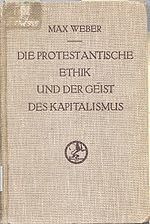 MAX WEBER
DIE PROTESTANTISCHE
ETHIK
UND DER GEIST
DES KAPITALISMUS